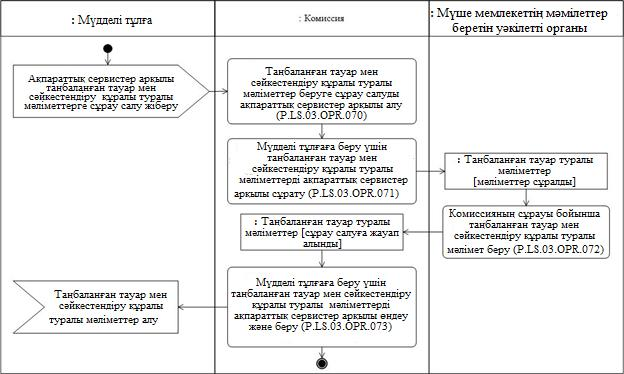 : Мүдделі тұлға
: Комиссия
: Мүше мемлекеттің мәмілеттер
беретін уәкілетті органы
Ақпараттық сервистер арқылы
таңбаланған тауар мен
сәйкестендіру құралы туралы
мәліметтерге сұрау салу жіберу
Таңбаланған тауар мен
сәйкестендіру құралы туралы
мәліметтер беруге сұрау салуды
ақпараттық сервистер арқылы алу
(P.LS.03.OPR.070)
Мүдделі тұлғаға беру үшін
таңбаланған тауар мен
сәйкестендіру құралы туралы
мәліметтерді ақпараттық сервистер
арқылы сұрату (P.LS.03.OPR.071)
: Таңбаланған тауар туралы
мәліметтер
[мәліметтер сұралды]
Комиссияның сұрауы бойынша
таңбаланған тауар мен
сәйкестендіру құралы туралы
мәлімет беру (P.LS.03.OPR.072)
: Таңбаланған тауар туралы
мәліметтер [сұрау салуға жауап
алынды]
Мүдделі тұлғаға беру үшін
таңбаланған тауар мен сәйкестендіру
құралы туралы мәліметтерді
ақпараттық сервистер арқылы өңдеу
және беру (P.LS.03.OPR.073)
Таңбаланған тауар мен
сәйкестендіру құралы
туралы мәліметтер алу